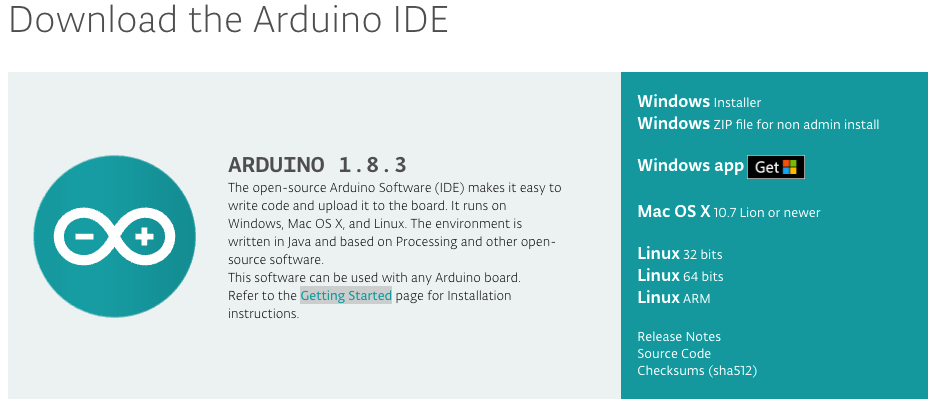 Download the Arduino IDE
ARDUINO 1.8.3
The open-source Arduino Software (IDE) makes it easy to
write code and upload it to the board. It runs on
Windows, Mac OS X, and Linux. The environment is
written in Java and based on Processing and other open-
source software.
This software can be used with any Arduino board.
Refer to the Getting Started page for Installation
instructions.
Windows Installer
Windows ZIP file for non admin install
Windows app Get
Mac OS X 10.7 Lion or newer
Linux 32 bits
Linux 64 bits
Linux ARM
Release Notes
Source Code
Checksums (sha512)